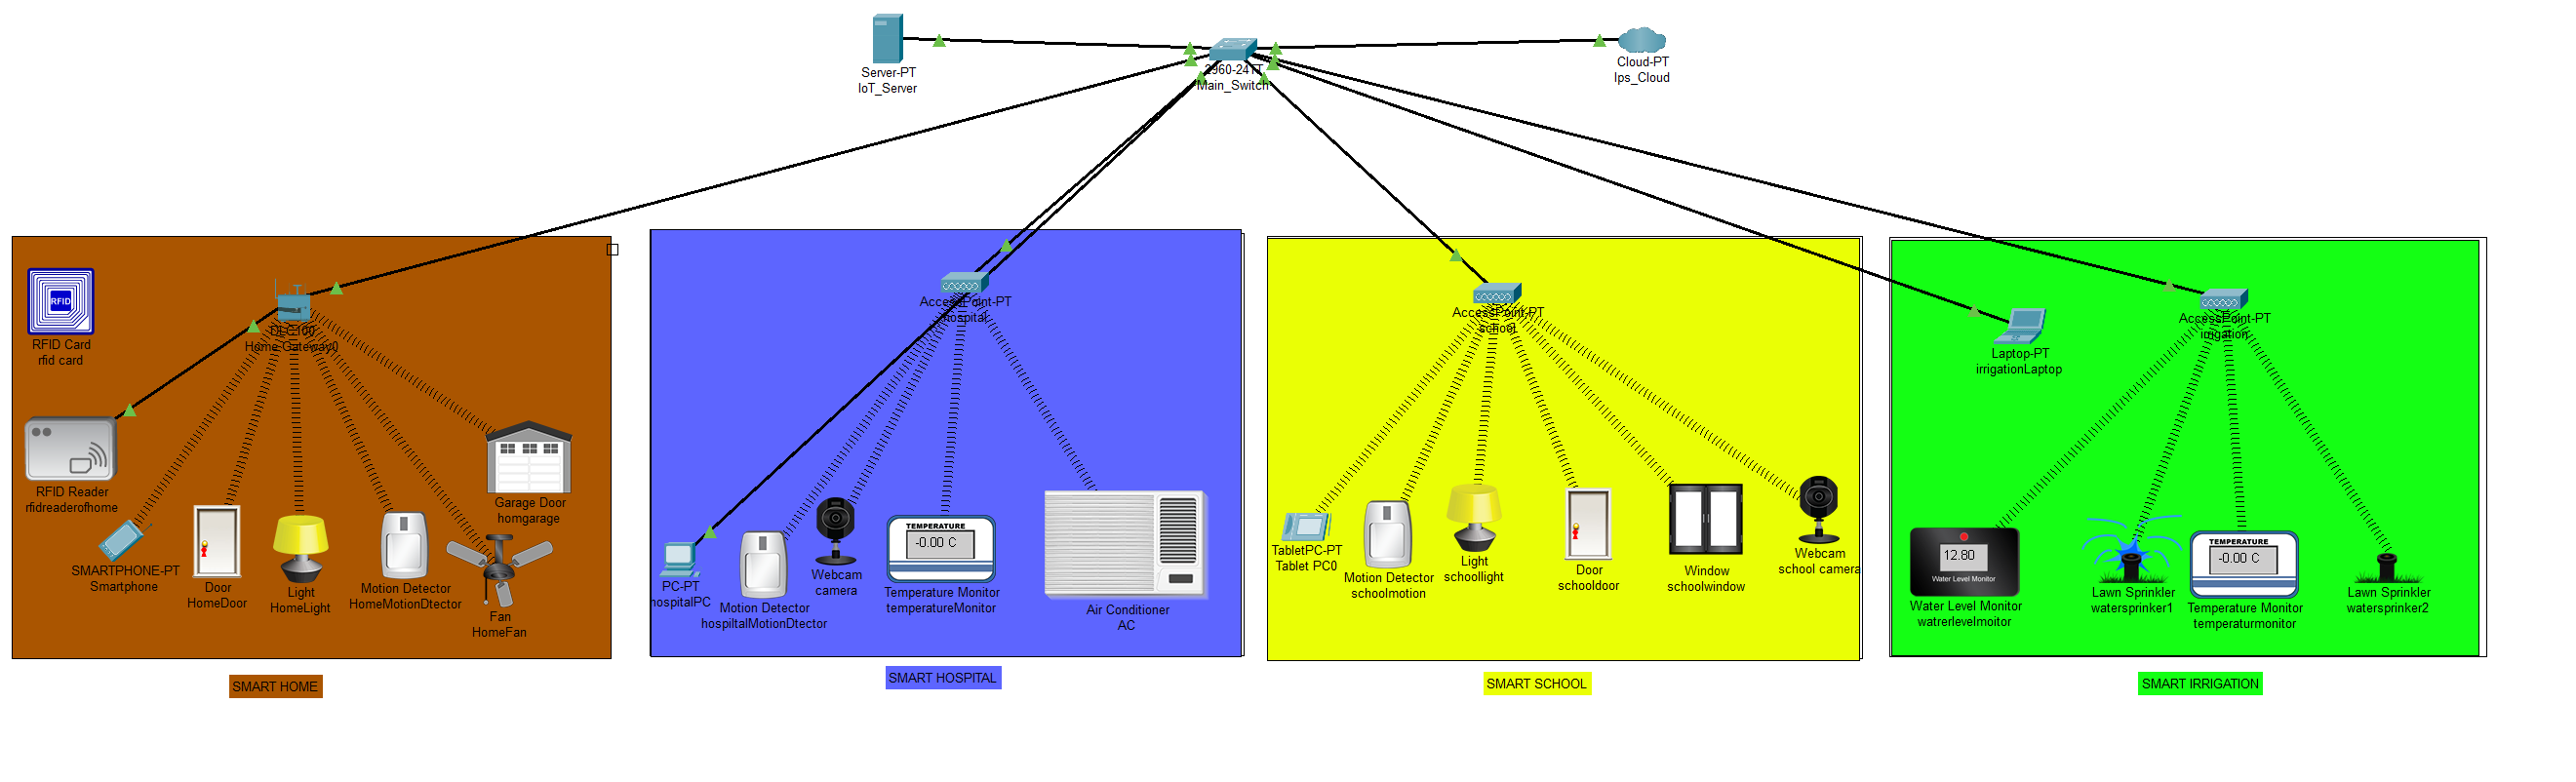 Server-PT
IoT_Server
2960-24TT
Main_Switch
Cloud-PT
Ips_Cloud
RFID
RFID Card
rfid card
DLC100
Home Gateway0
RFID Reader
rfidreaderofhome
SMARTPHONE-PT
Smartphone
Door
HomeDoor
Light
HomeLight
Motion Detector
HomeMotionDtector
Fan
HomeFan
Garage Door
homgarage
SMART HOME
AccessPoint-PT
hospital
PC-PT
hospitalPC
Motion Detector
hospiltalMotionDtector
Webcam
camera
TEMPERATURE
-0.00 C
Temperature Monitor
temperatureMonitor
Air Conditioner
AC
SMART HOSPITAL
AccessPoint-PT
school
TabletPC-PT
Tablet PC0
Motion Detector
schoolmotion
Light
schoollight
Door
schooldoor
Window
schoolwindow
Webcam
school camera
SMART SCHOOL
AccessPoint-PT
irrigation
Laptop-PT
irrigationLaptop
12.80
Water Level Monitor
Water Level Monitor
watrerlevelmoitor
Lawn Sprinkler
watersprinker1
TEMPERATURE
-0.00 C
Temperature Monitor
temperaturmonitor
Lawn Sprinkler
watersprinker2
SMART IRRIGATION